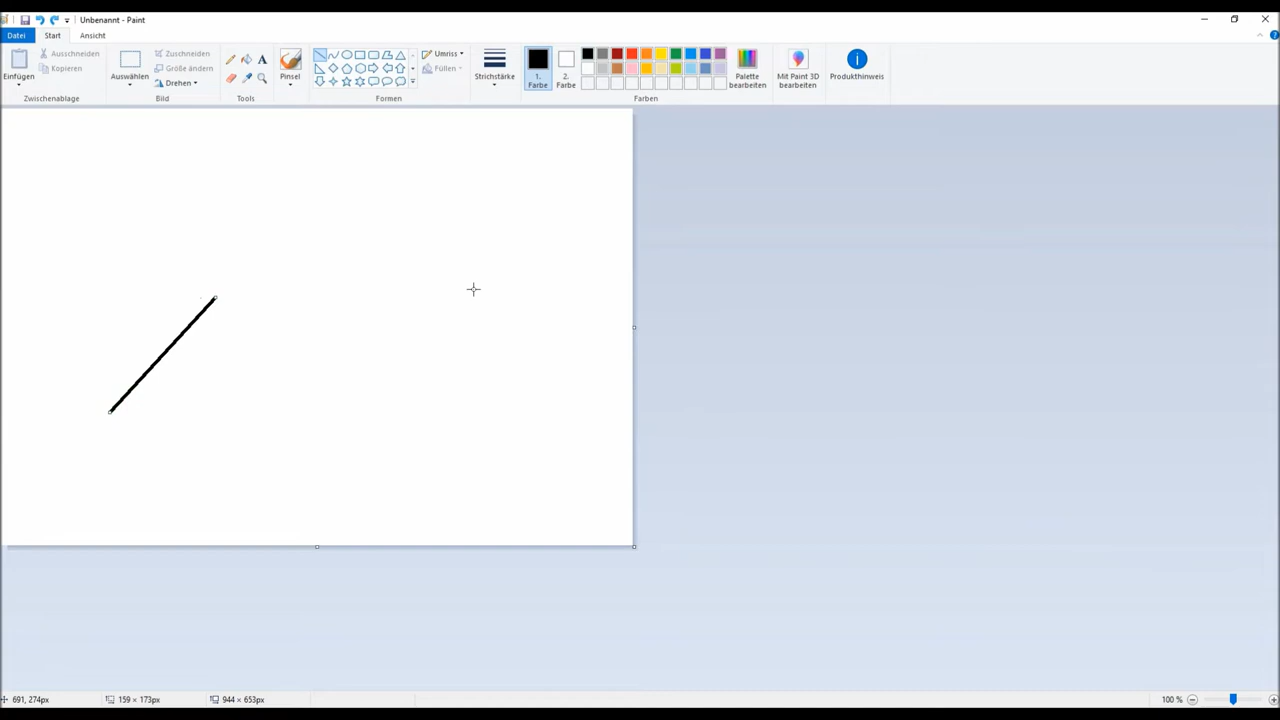 Unbenannt - Paint
Datei Start Ansicht
Einfügen
Ausschneiden
Kopieren
Zwischenablage
Auswählen
Zuschneiden
Größe ändern
Drehen
Bild
A
Tools
Pinsel
Formen
Umriss
Füllen
Strichstärke
1. Farbe
2. Farbe
Farben
Palette bearbeiten
Mit Paint 3D bearbeiten
Produkthinweis
691, 274px 159 × 173px 944 × 653px 100 %